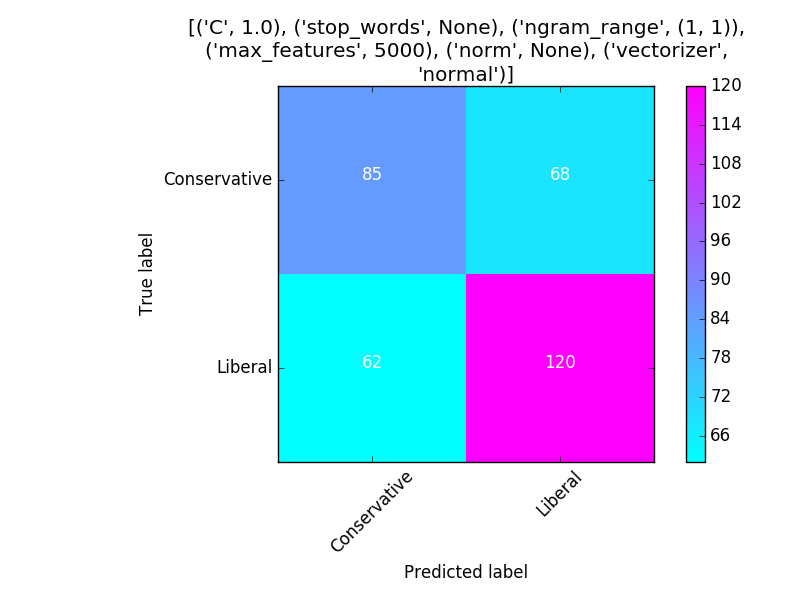 [('C', 1.0), ('stop_words', None), ('ngram_range', (1, 1)),
('max_features', 5000), ('norm', None), ('vectorizer',
'normal')]
120
114
108
102
96
90
84
78
72
66
True label
Conservative
85
68
Liberal
62
120
Conservative
Liberal
Predicted label